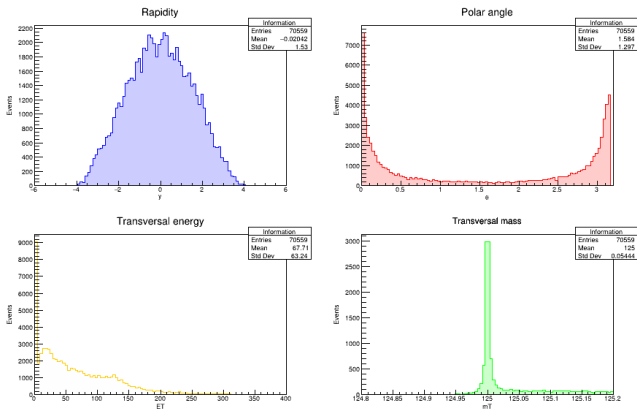 Rapidity
Information
Entries 70559
Mean −0.02042
Std Dev 1.53
Events
2200
2000
1800
1600
1400
1200
1000
800
600
400
200
0
−6 −4 −2 0 2 4 6
y
Polar angle
Information
Entries 70559
Mean 1.584
Std Dev 1.297
Events
7000
6000
5000
4000
3000
2000
1000
0
0 0.5 1 1.5 2 2.5 3
e
Transversal energy
Information
Entries 70559
Mean 67.71
Std Dev 63.24
Events
9000
8000
7000
6000
5000
4000
3000
2000
1000
0
50 100 150 200 250 300 350 400
ET
Transversal mass
Information
Entries 70559
Mean 125
Std Dev 0.05444
Events
3000
2500
2000
1500
1000
500
124.8 124.85 124.9 124.95 125 125.05 125.1 125.15 125.2
mT